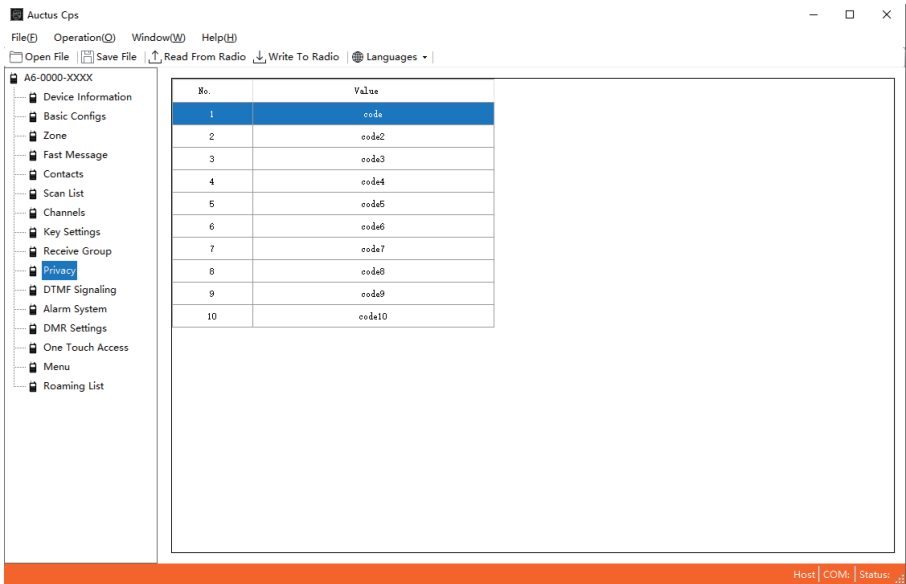 Auctus Cps
File(F) Operation(O) Window(W) Help(H)
Open File Save File Read From Radio Write To Radio Languages
A6-0000-XXXX
Device Information
Basic Configs
Zone
Fast Message
Contacts
Scan List
Channels
Key Settings
Receive Group
Privacy
DTMF Signaling
Alarm System
DMR Settings
One Touch Access
Menu
Roaming List
No. Value
1 code
2 code2
3 code3
4 code4
5 code5
6 code6
7 code7
8 code8
9 code9
10 code10
Host COM: Status: